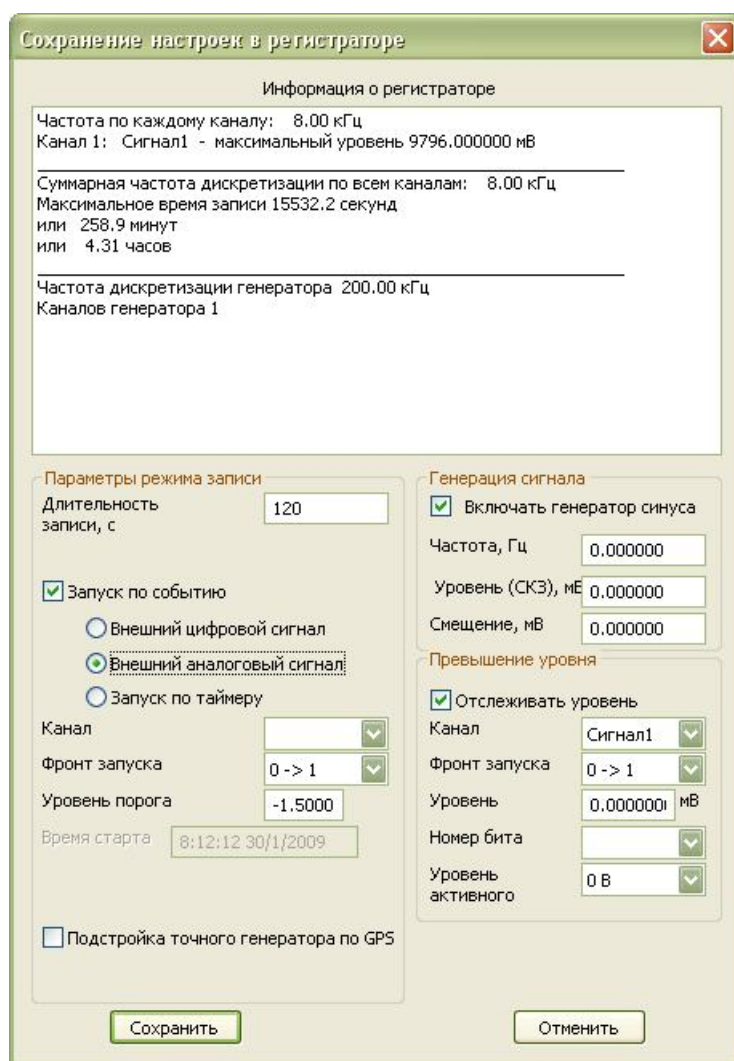 Сохранение настроек в регистраторе
Информация о регистраторе
Частота по каждому каналу: 8.00 кГц
Канал 1: Сигнал1 - максимальный уровень 9796.000000 мВ
Суммарная частота дискретизации по всем каналам: 8.00 кГц
Максимальное время записи 15532.2 секунд
или 258.9 минут
или 4.31 часов
Частота дискретизации генератора 200.00 кГц
Каналов генератора 1
Параметры режима записи
Длительность записи, с 120
Запуск по событию
Внешний цифровой сигнал
Внешний аналоговый сигнал
Запуск по таймеру
Канал
Фронт запуска 0 -> 1
Уровень порога -1.5000
Время старта 8:12:12 30/1/2009
Подстройка точного генератора по GPS
Генерация сигнала
Включать генератор синуса
Частота, Гц 0.000000
Уровень (СКЗ), мВ 0.000000
Смещение, мВ 0.000000
Превышение уровня
Отслеживать уровень
Канал Сигнал1
Фронт запуска 0 -> 1
Уровень 0.000000 мВ
Номер бита
Уровень активного 0 В
Сохранить
Отменить